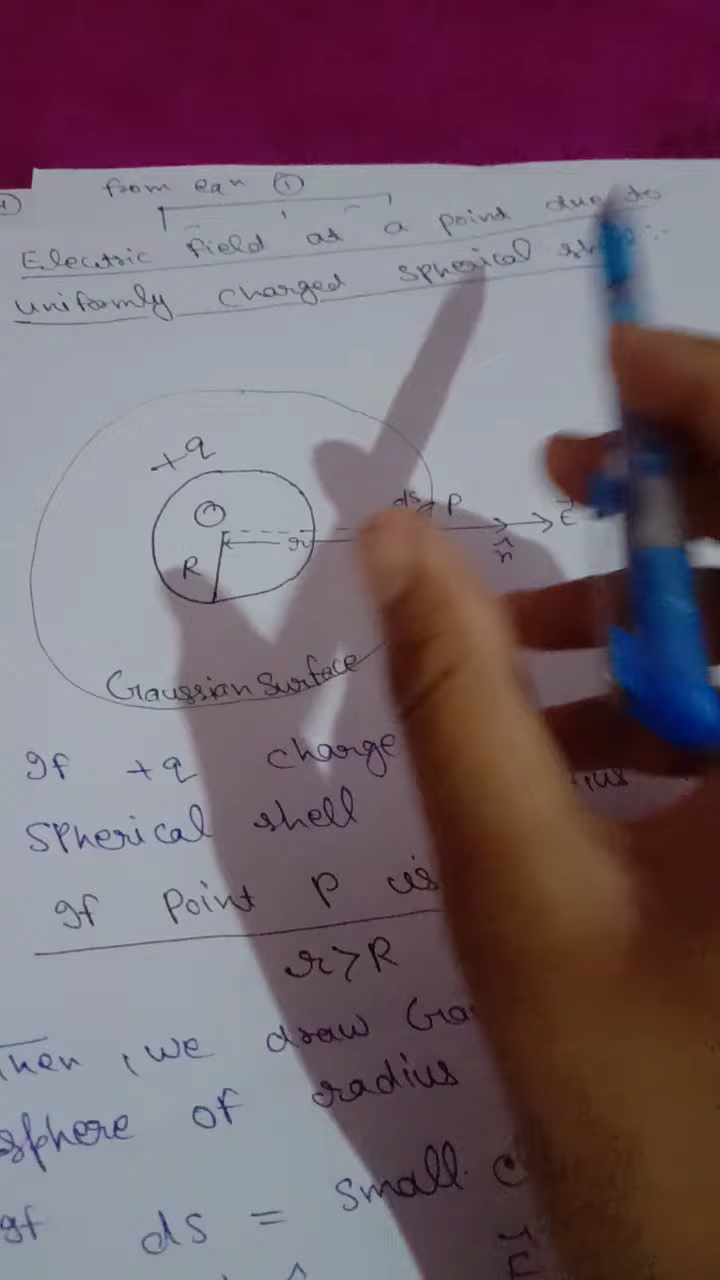 from eqn ①
Electric field at a point due to
uniformly charged spherical
+q
ds P
E
n
O
r
R
Gaussian Surface
If +q charge
spherical shell
If Point P is
r>R
Then, we draw
sphere of radius
If ds = small
E